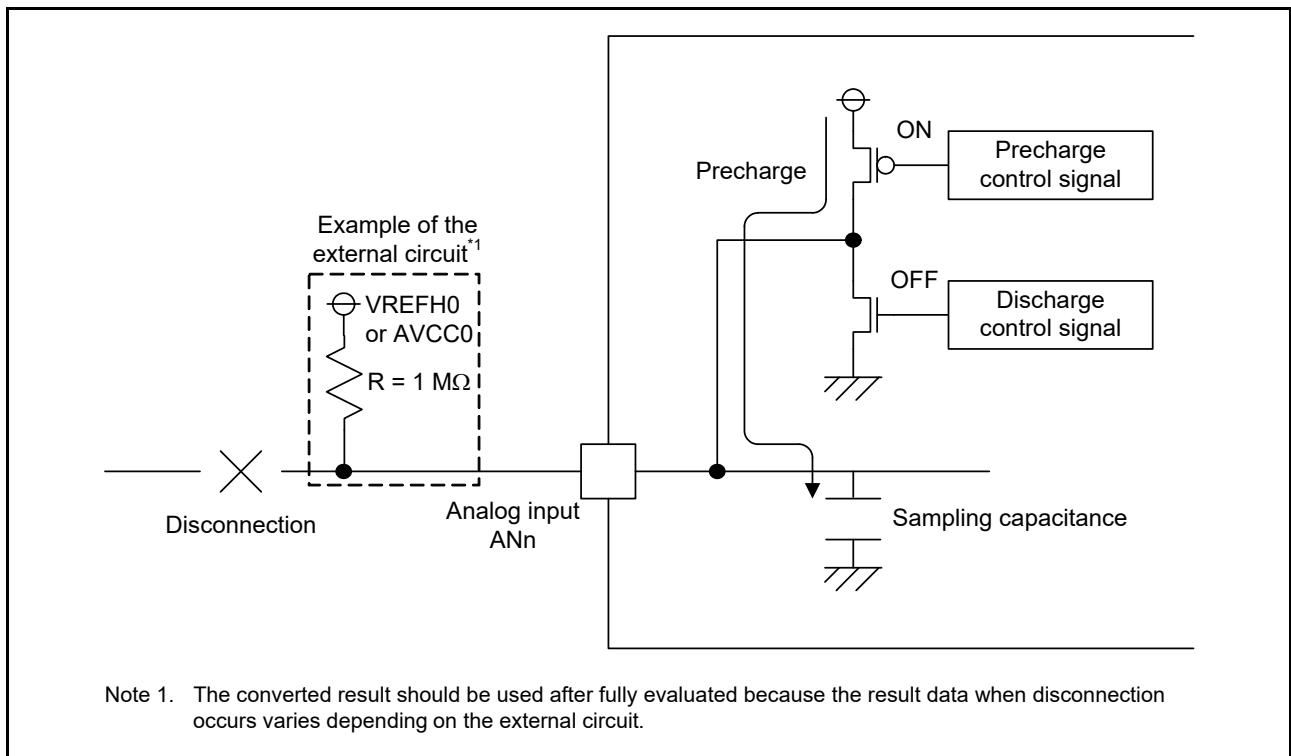 ON
Precharge
control signal
Precharge
Example of the
external circuit*1
VREFH0
or AVCC0
R = 1 MΩ
OFF
Discharge
control signal
Disconnection
Analog input
ANn
Sampling capacitance
Note 1. The converted result should be used after fully evaluated because the result data when disconnection
occurs varies depending on the external circuit.